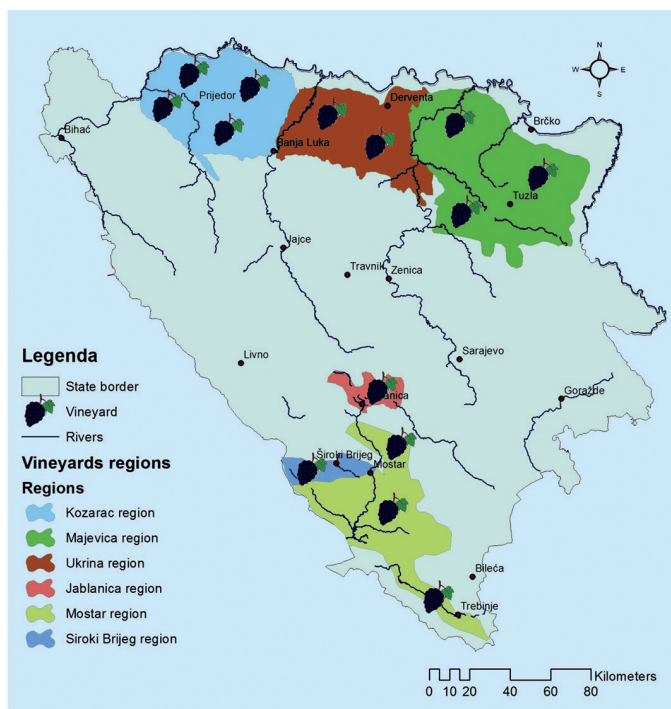 N
W E
S
Prijedor
Derventa
Brčko
Bihać
Banja Luka
Tuzla
Jajce
Travnik
Zenica
Livno
Sarajevo
Goražde
Široki Brijeg
Mostar
Bileća
Trebinje
Legenda
State border
Vineyard
Rivers
Vineyards regions
Regions
Kozarac region
Majevica region
Ukrina region
Jablanica region
Mostar region
Siroki Brijeg region
Kilometers
0 10 20 40 60 80